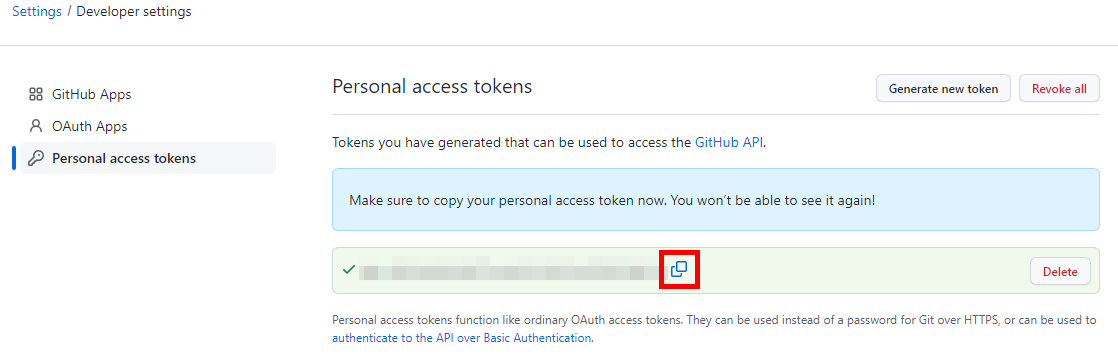 Settings / Developer settings
GitHub Apps
OAuth Apps
Personal access tokens
Personal access tokens
Generate new token
Revoke all
Tokens you have generated that can be used to access the GitHub API.
Make sure to copy your personal access token now. You won’t be able to see it again!
Delete
Personal access tokens function like ordinary OAuth access tokens. They can be used instead of a password for Git over HTTPS, or can be used to
authenticate to the API over Basic Authentication.